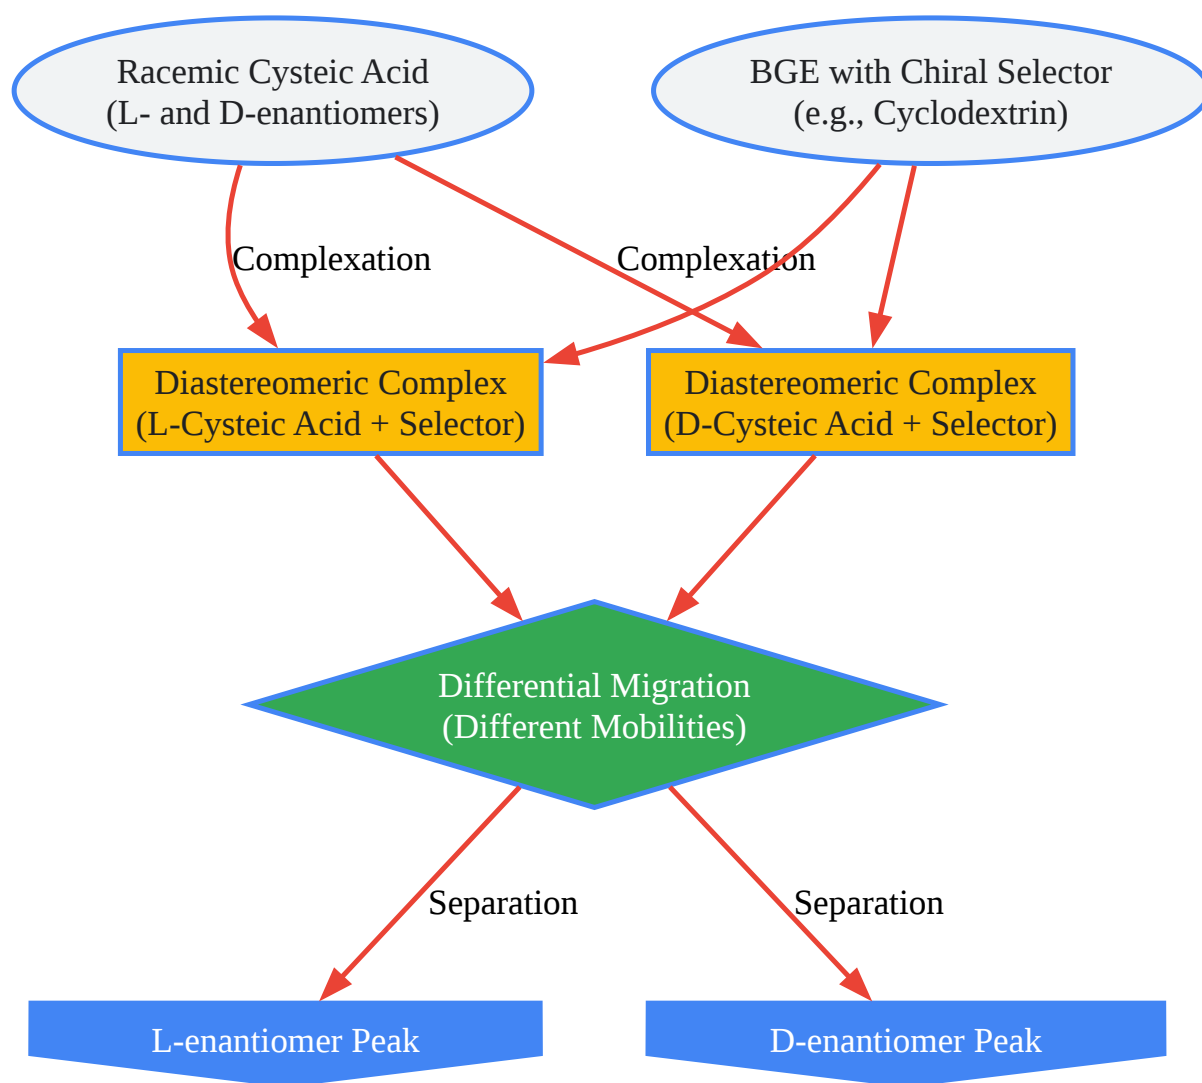 Racemic Cysteic Acid
(L- and D-enantiomers)
BGE with Chiral Selector
(e.g., Cyclodextrin)
Complexation
Complexation
Diastereomeric Complex
(L-Cysteic Acid + Selector)
Diastereomeric Complex
(D-Cysteic Acid + Selector)
Differential Migration
(Different Mobilities)
Separation
Separation
L-enantiomer Peak
D-enantiomer Peak